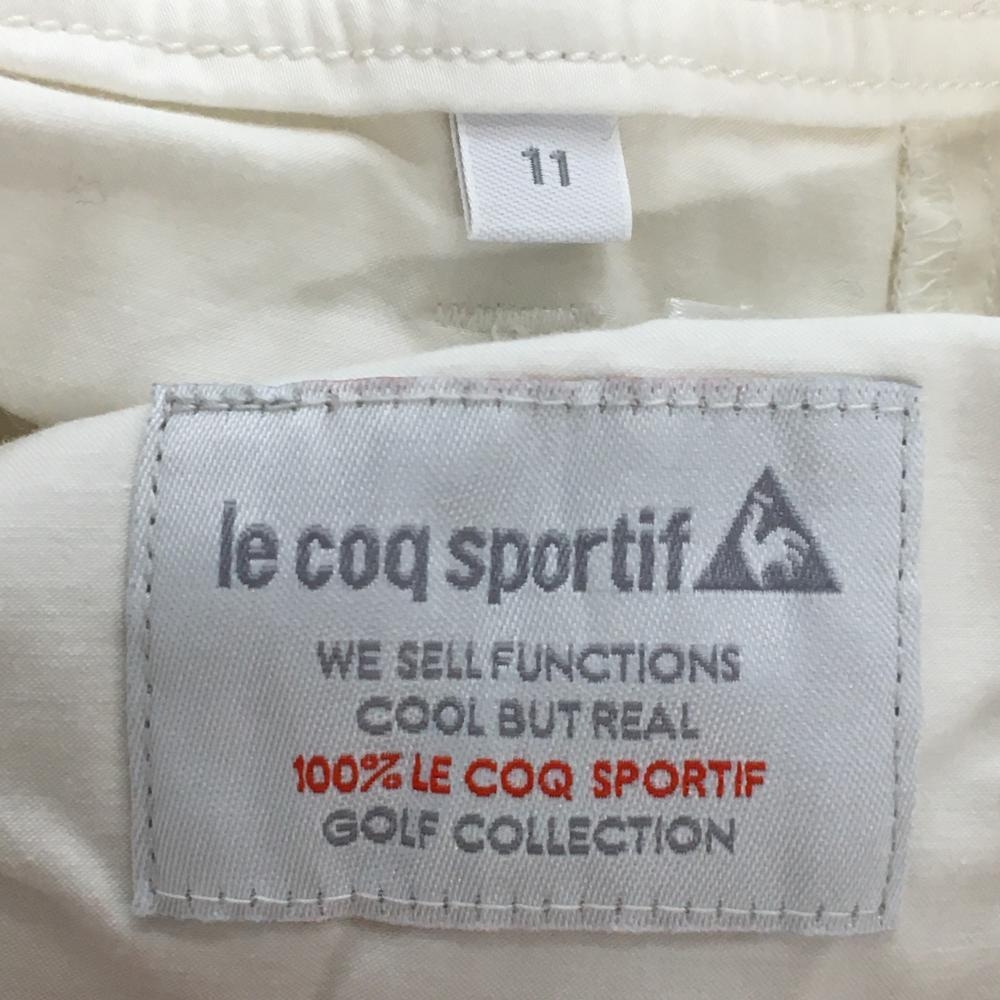 11
le coq sportif
WE SELL FUNCTIONS
COOL BUT REAL
100% LE COQ SPORTIF
GOLF COLLECTION